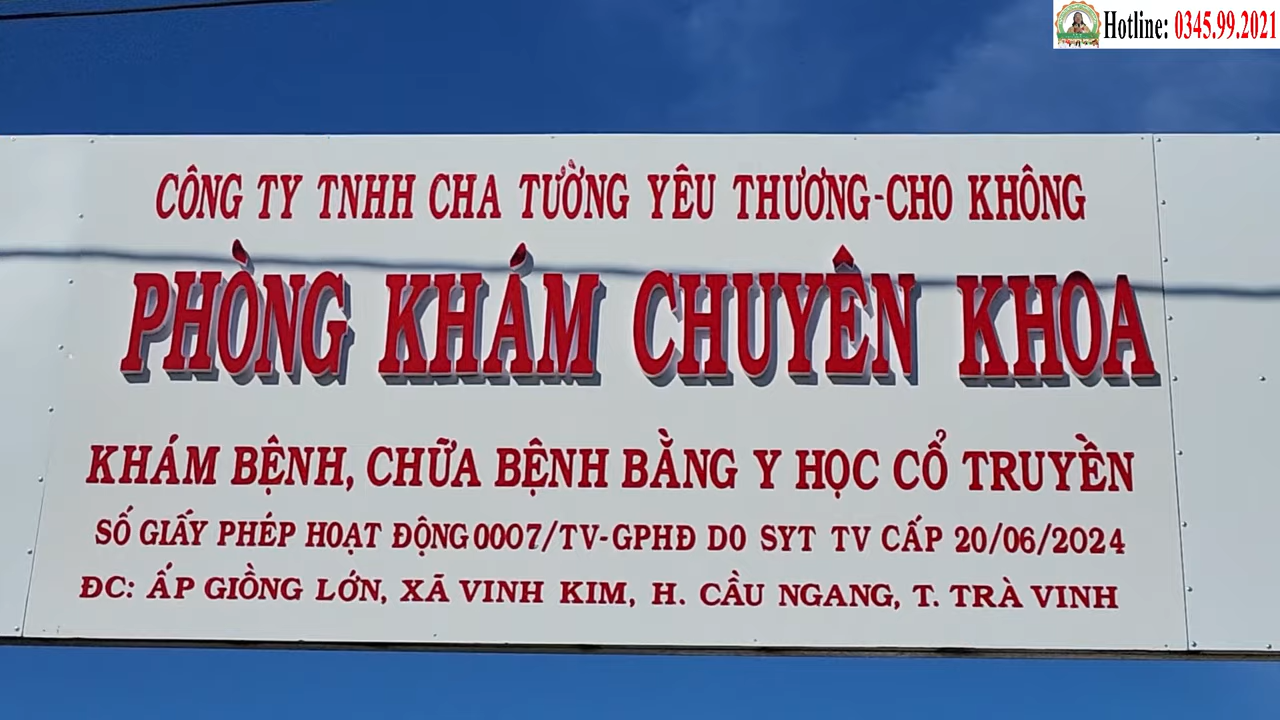 Hotline: 0345.99.2021
CÔNG TY TNHH CHA TƯỜNG YÊU THƯƠNG-CHO KHÔNG
PHÒNG KHÁM CHUYÊN KHOA
KHÁM BỆNH, CHỮA BỆNH BẰNG Y HỌC CỔ TRUYỀN
SỐ GIẤY PHÉP HOẠT ĐỘNG 0007/TV-GPHĐ DO SYT TV CẤP 20/06/2024
ĐC: ẤP GIỒNG LỚN, XÃ VINH KIM, H. CẦU NGANG, T. TRÀ VINH